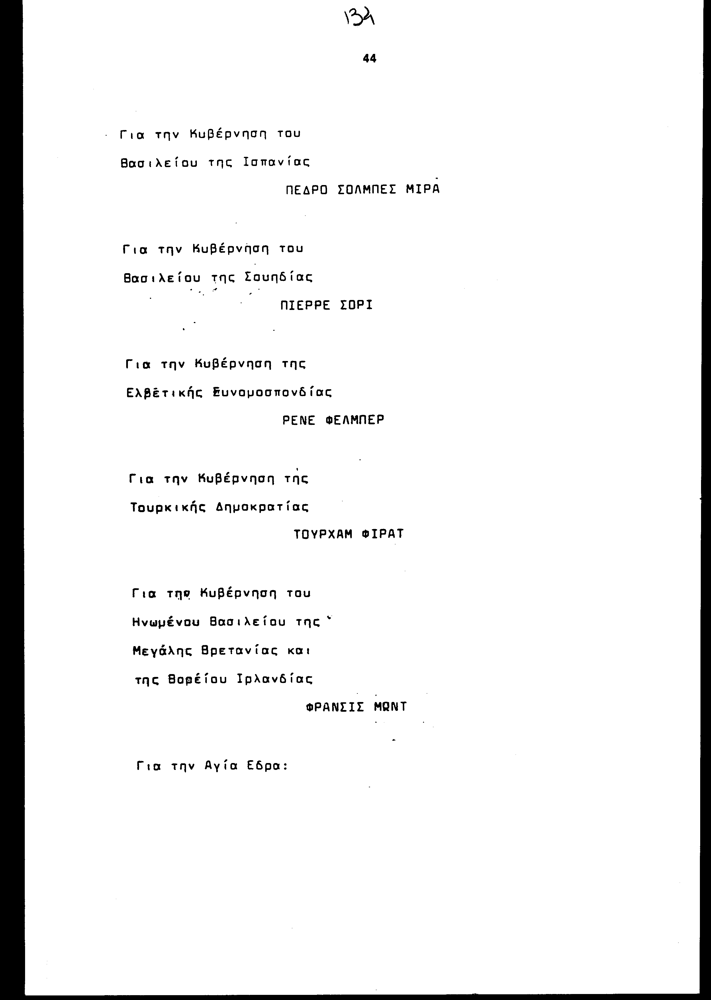 134
44
Για την Κυβέρνηση του
Βασιλείου της Ισπανίας
ΠΕΔΡΟ ΣΟΛΜΠΕΣ ΜΙΡΑ
Για την Κυβέρνηση του
Βασιλείου της Σουηδίας
ΠΙΕΡΡΕ ΣΟΡΙ
Για την Κυβέρνηση της
Ελβετικής Συνομοσπονδίας
ΡΕΝΕ ΦΕΛΜΠΕΡ
Για την Κυβέρνηση της
Τουρκικής Δημοκρατίας
ΤΟΥΡΧΑΜ ΦΙΡΑΤ
Για την Κυβέρνηση του
Ηνωμένου Βασιλείου της
Μεγάλης Βρετανίας και
της Βορείου Ιρλανδίας
ΦΡΑΝΣΙΣ ΜΩΝΤ
Για την Αγία Εδρα: